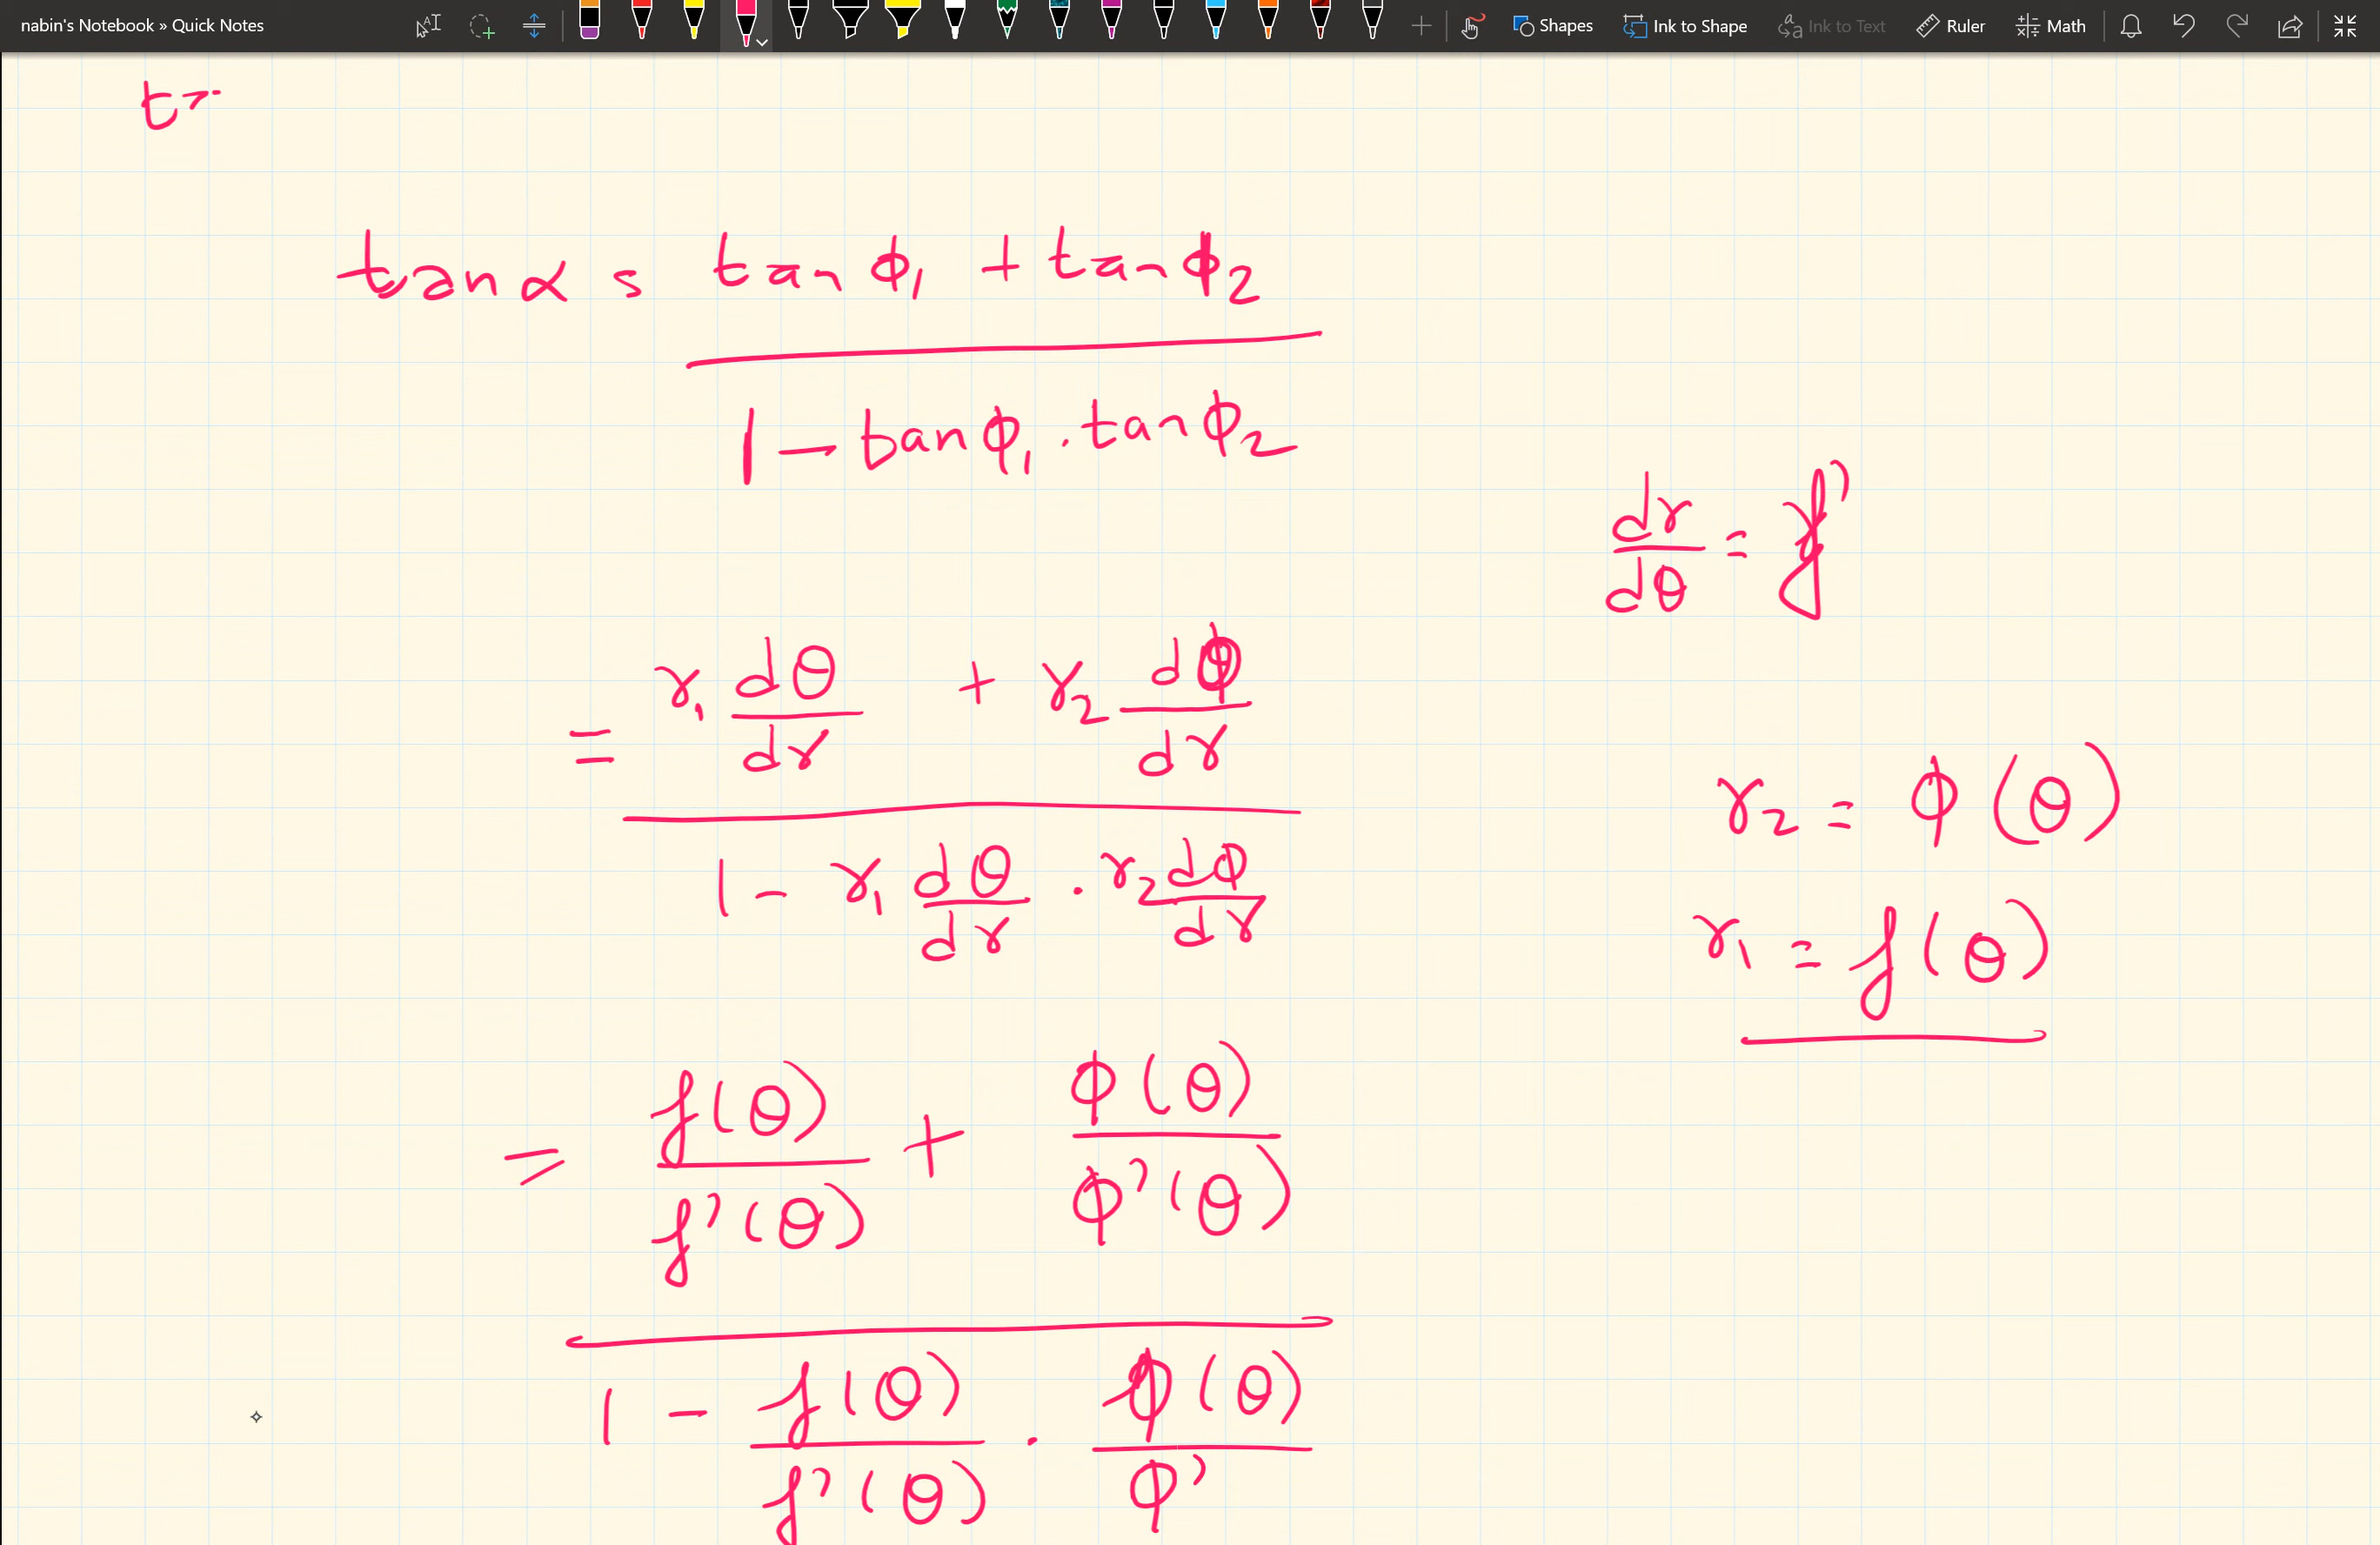 nabin's Notebook » Quick Notes
Shapes
Ink to Shape
Ink to Text
Ruler
Math
tr
tan α = tan ϕ₁ + tan ϕ₂
1 - tan ϕ₁ . tan ϕ₂
dr/dθ = f'
= r₁ dθ/dr + r₂ dϕ/dr
1 - r₁ dθ/dr . r₂ dϕ/dr
r₂ = ϕ(θ)
r₁ = f(θ)
= f(θ)/f'(θ) + ϕ(θ)/ϕ'(θ)
1 - f(θ)/f'(θ) . ϕ(θ)/ϕ'